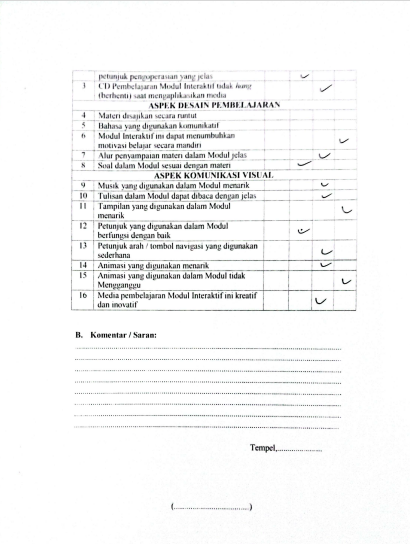 petunjuk pengoperasian yang jelas
3 CD Pembelajaran Modul Interaktif tidak hang
(berhenti) saat mengaplikasikan media
ASPEK DESAIN PEMBELAJARAN
4 Materi disajikan secara runtut
5 Bahasa yang digunakan komunikatif
6 Modul Interaktif ini dapat menumbuhkan
motivasi belajar secara mandiri
7 Alur penyampaian materi dalam Modul jelas
8 Soal dalam Modul sesuai dengan materi
ASPEK KOMUNIKASI VISUAL
9 Musik yang digunakan dalam Modul menarik
10 Tulisan dalam Modul dapat dibaca dengan jelas
11 Tampilan yang digunakan dalam Modul
menarik
12 Petunjuk yang digunakan dalam Modul
berfungsi dengan baik
13 Petunjuk arah / tombol navigasi yang digunakan
sederhana
14 Animasi yang digunakan menarik
15 Animasi yang digunakan dalam Modul tidak
Mengganggu
16 Media pembelajaran Modul Interaktif ini kreatif
dan inovatif
B. Komentar / Saran:
Tempel,......................
(....................................)